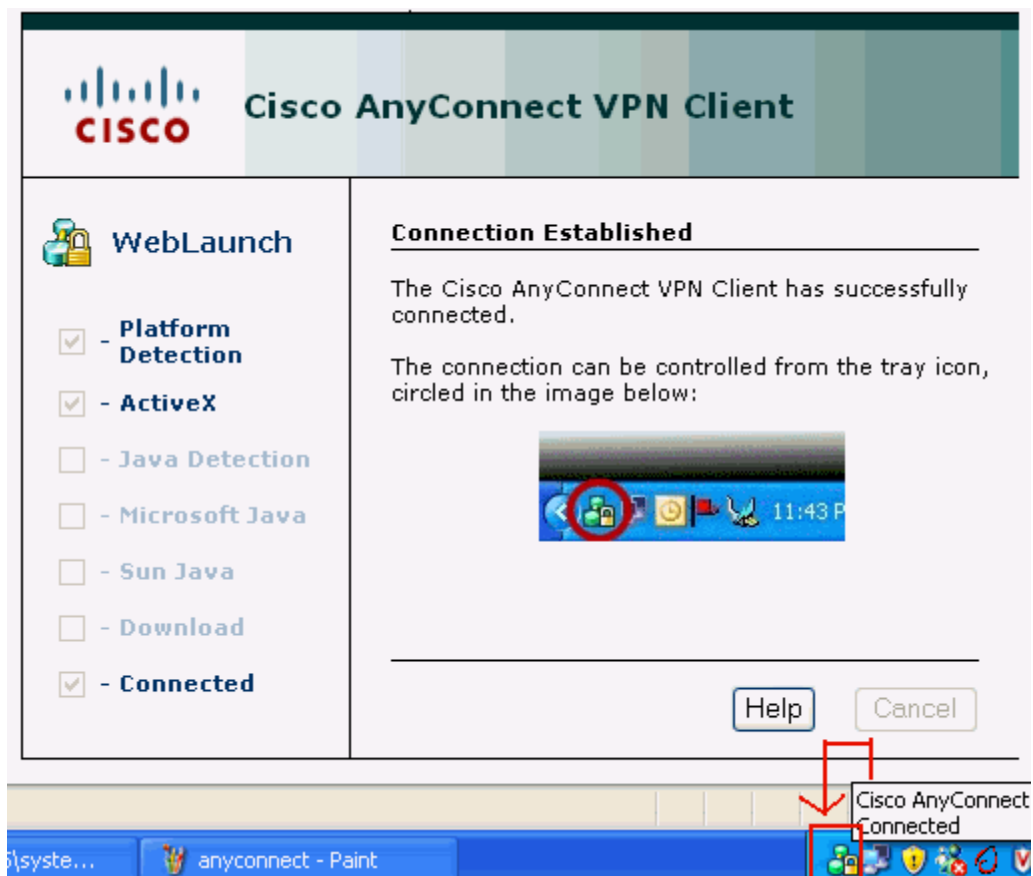 CISCO
Cisco AnyConnect VPN Client
WebLaunch
- Platform
Detection
- ActiveX
- Java Detection
- Microsoft Java
- Sun Java
- Download
- Connected
Connection Established
The Cisco AnyConnect VPN Client has successfully
connected.
The connection can be controlled from the tray icon,
circled in the image below:
11:43 P
Help
Cancel
Cisco AnyConnect
Connected
\syste...
anyconnect - Paint